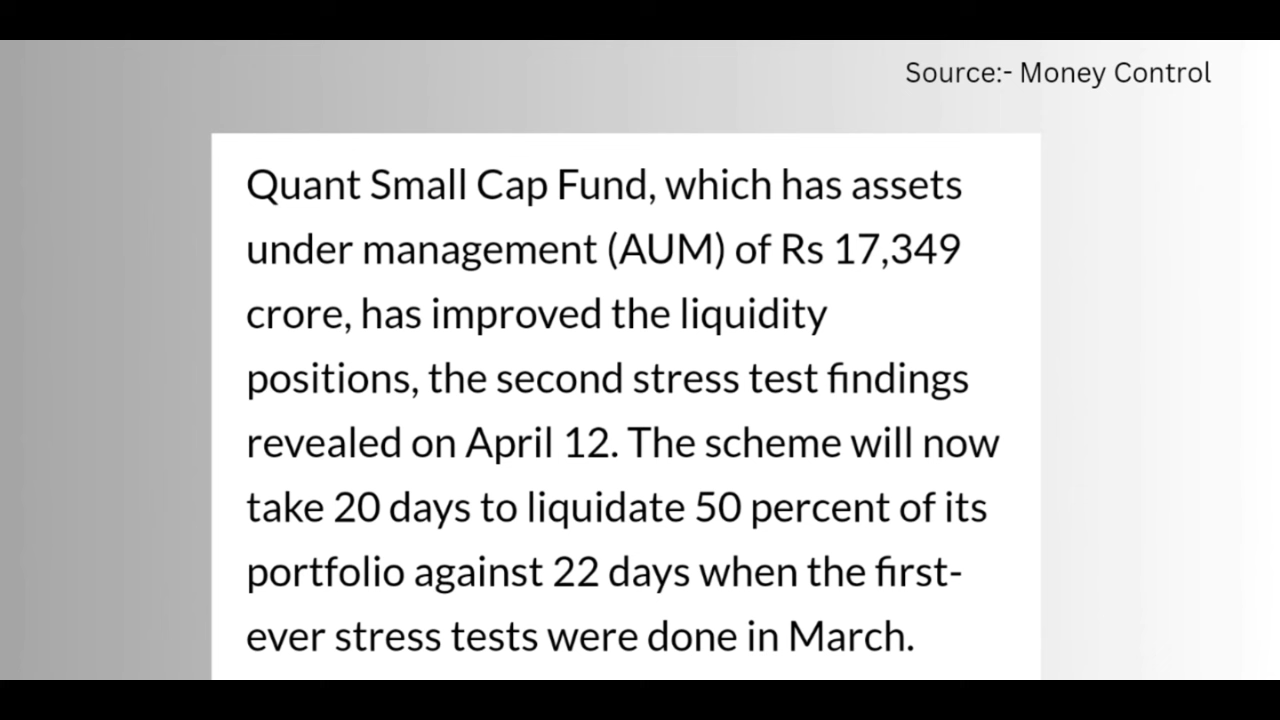 Source:- Money Control
Quant Small Cap Fund, which has assets
under management (AUM) of Rs 17,349
crore, has improved the liquidity
positions, the second stress test findings
revealed on April 12. The scheme will now
take 20 days to liquidate 50 percent of its
portfolio against 22 days when the first-
ever stress tests were done in March.